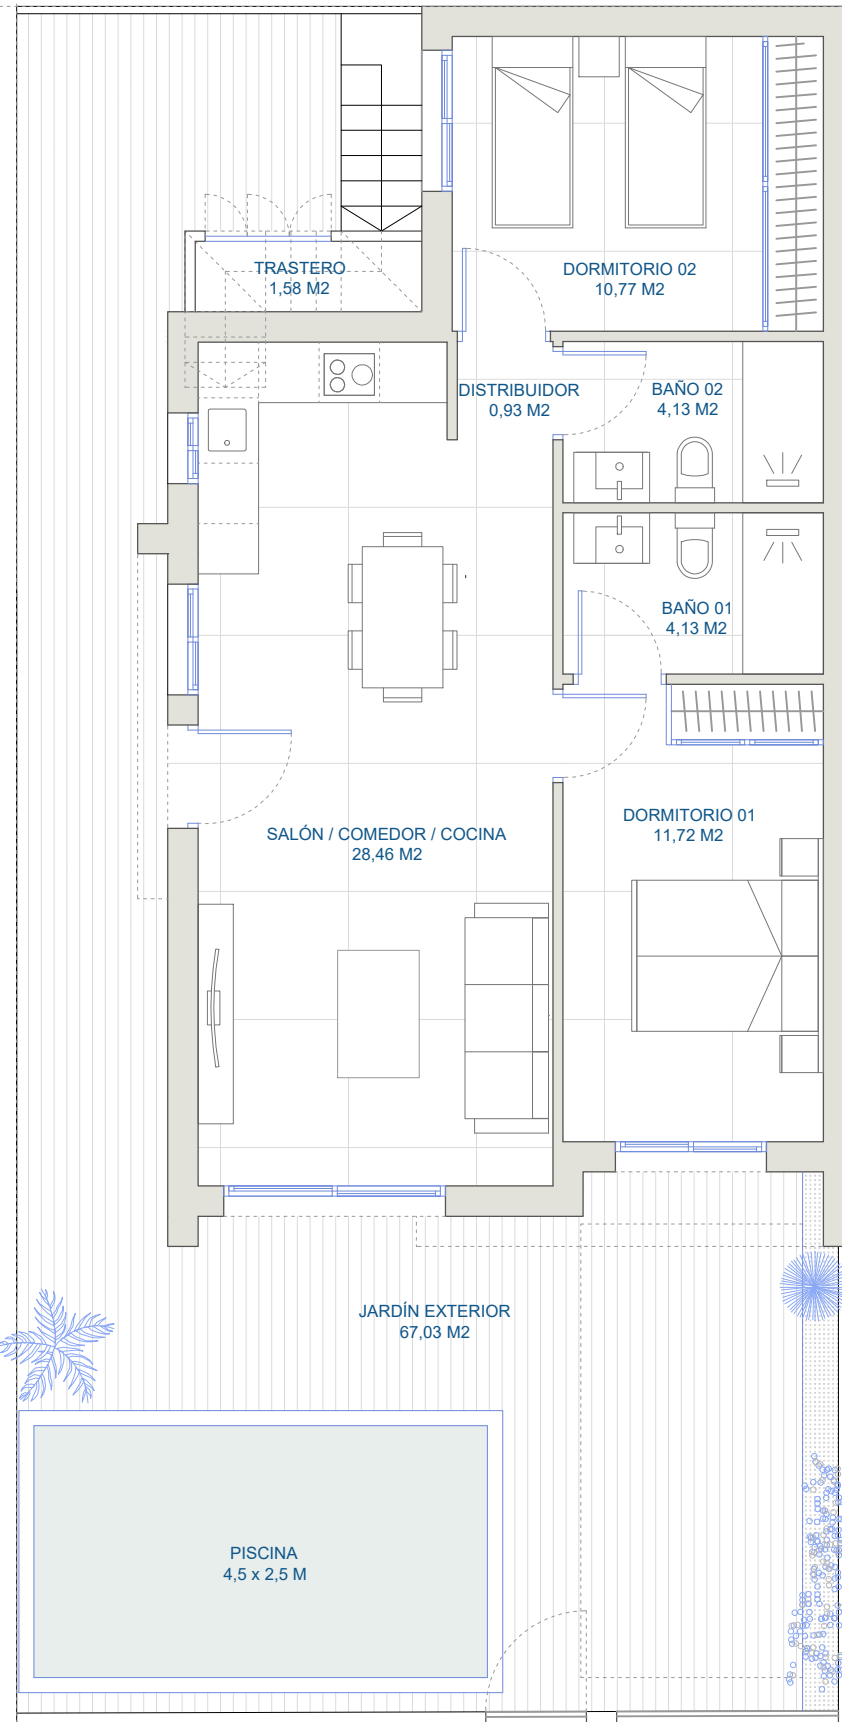 TRASTERO
1,58 M2
DORMITORIO 02
10,77 M2
DISTRIBUIDOR
0,93 M2
BAÑO 02
4,13 M2
BAÑO 01
4,13 M2
DORMITORIO 01
11,72 M2
SALÓN / COMEDOR / COCINA
28,46 M2
JARDÍN EXTERIOR
67,03 M2
PISCINA
4,5 x 2,5 M